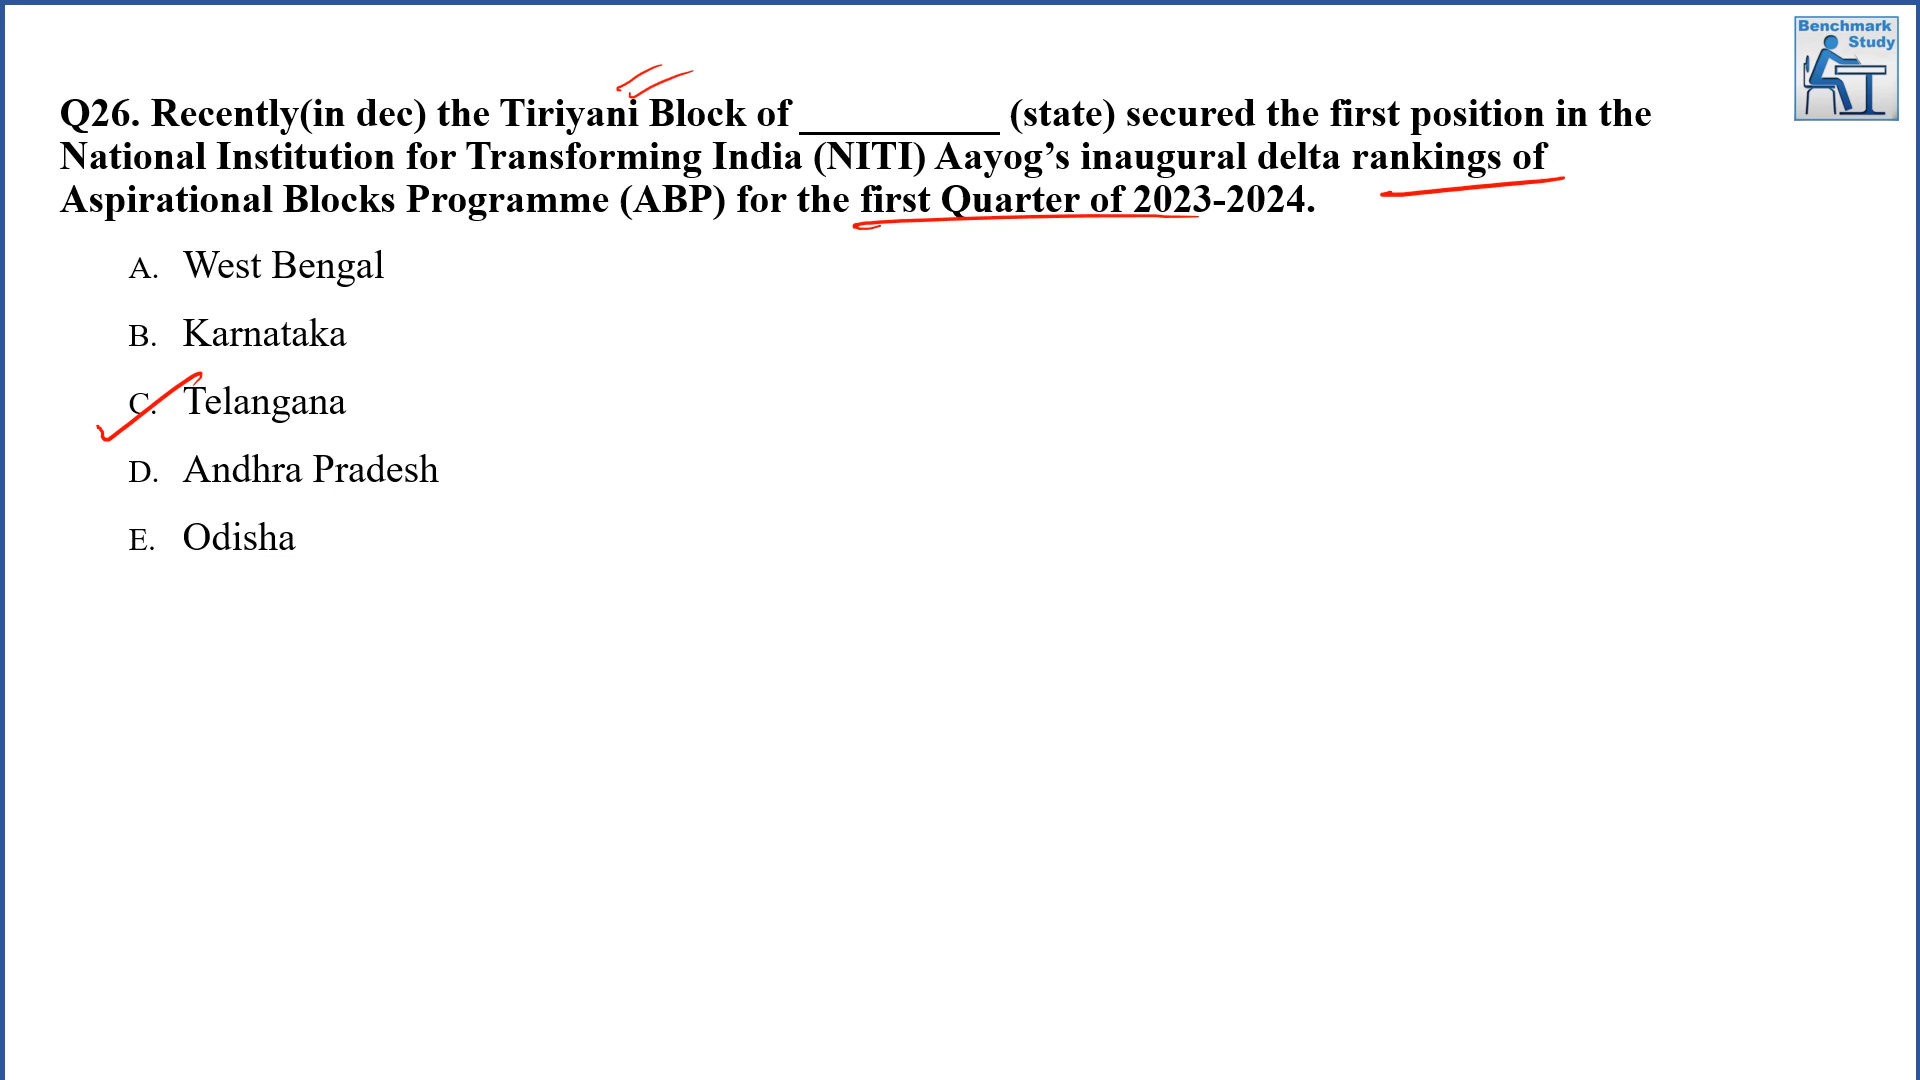 Benchmark
Study
Q26. Recently(in dec) the Tiriyani Block of __________ (state) secured the first position in the
National Institution for Transforming India (NITI) Aayog’s inaugural delta rankings of
Aspirational Blocks Programme (ABP) for the first Quarter of 2023-2024.
A. West Bengal
B. Karnataka
C. Telangana
D. Andhra Pradesh
E. Odisha